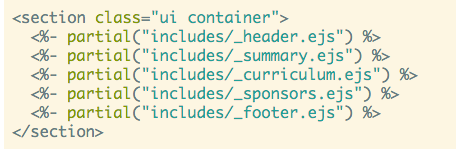 <section class="ui container">
  <%- partial("includes/_header.ejs") %>
  <%- partial("includes/_summary.ejs") %>
  <%- partial("includes/_curriculum.ejs") %>
  <%- partial("includes/_sponsors.ejs") %>
  <%- partial("includes/_footer.ejs") %>
</section>